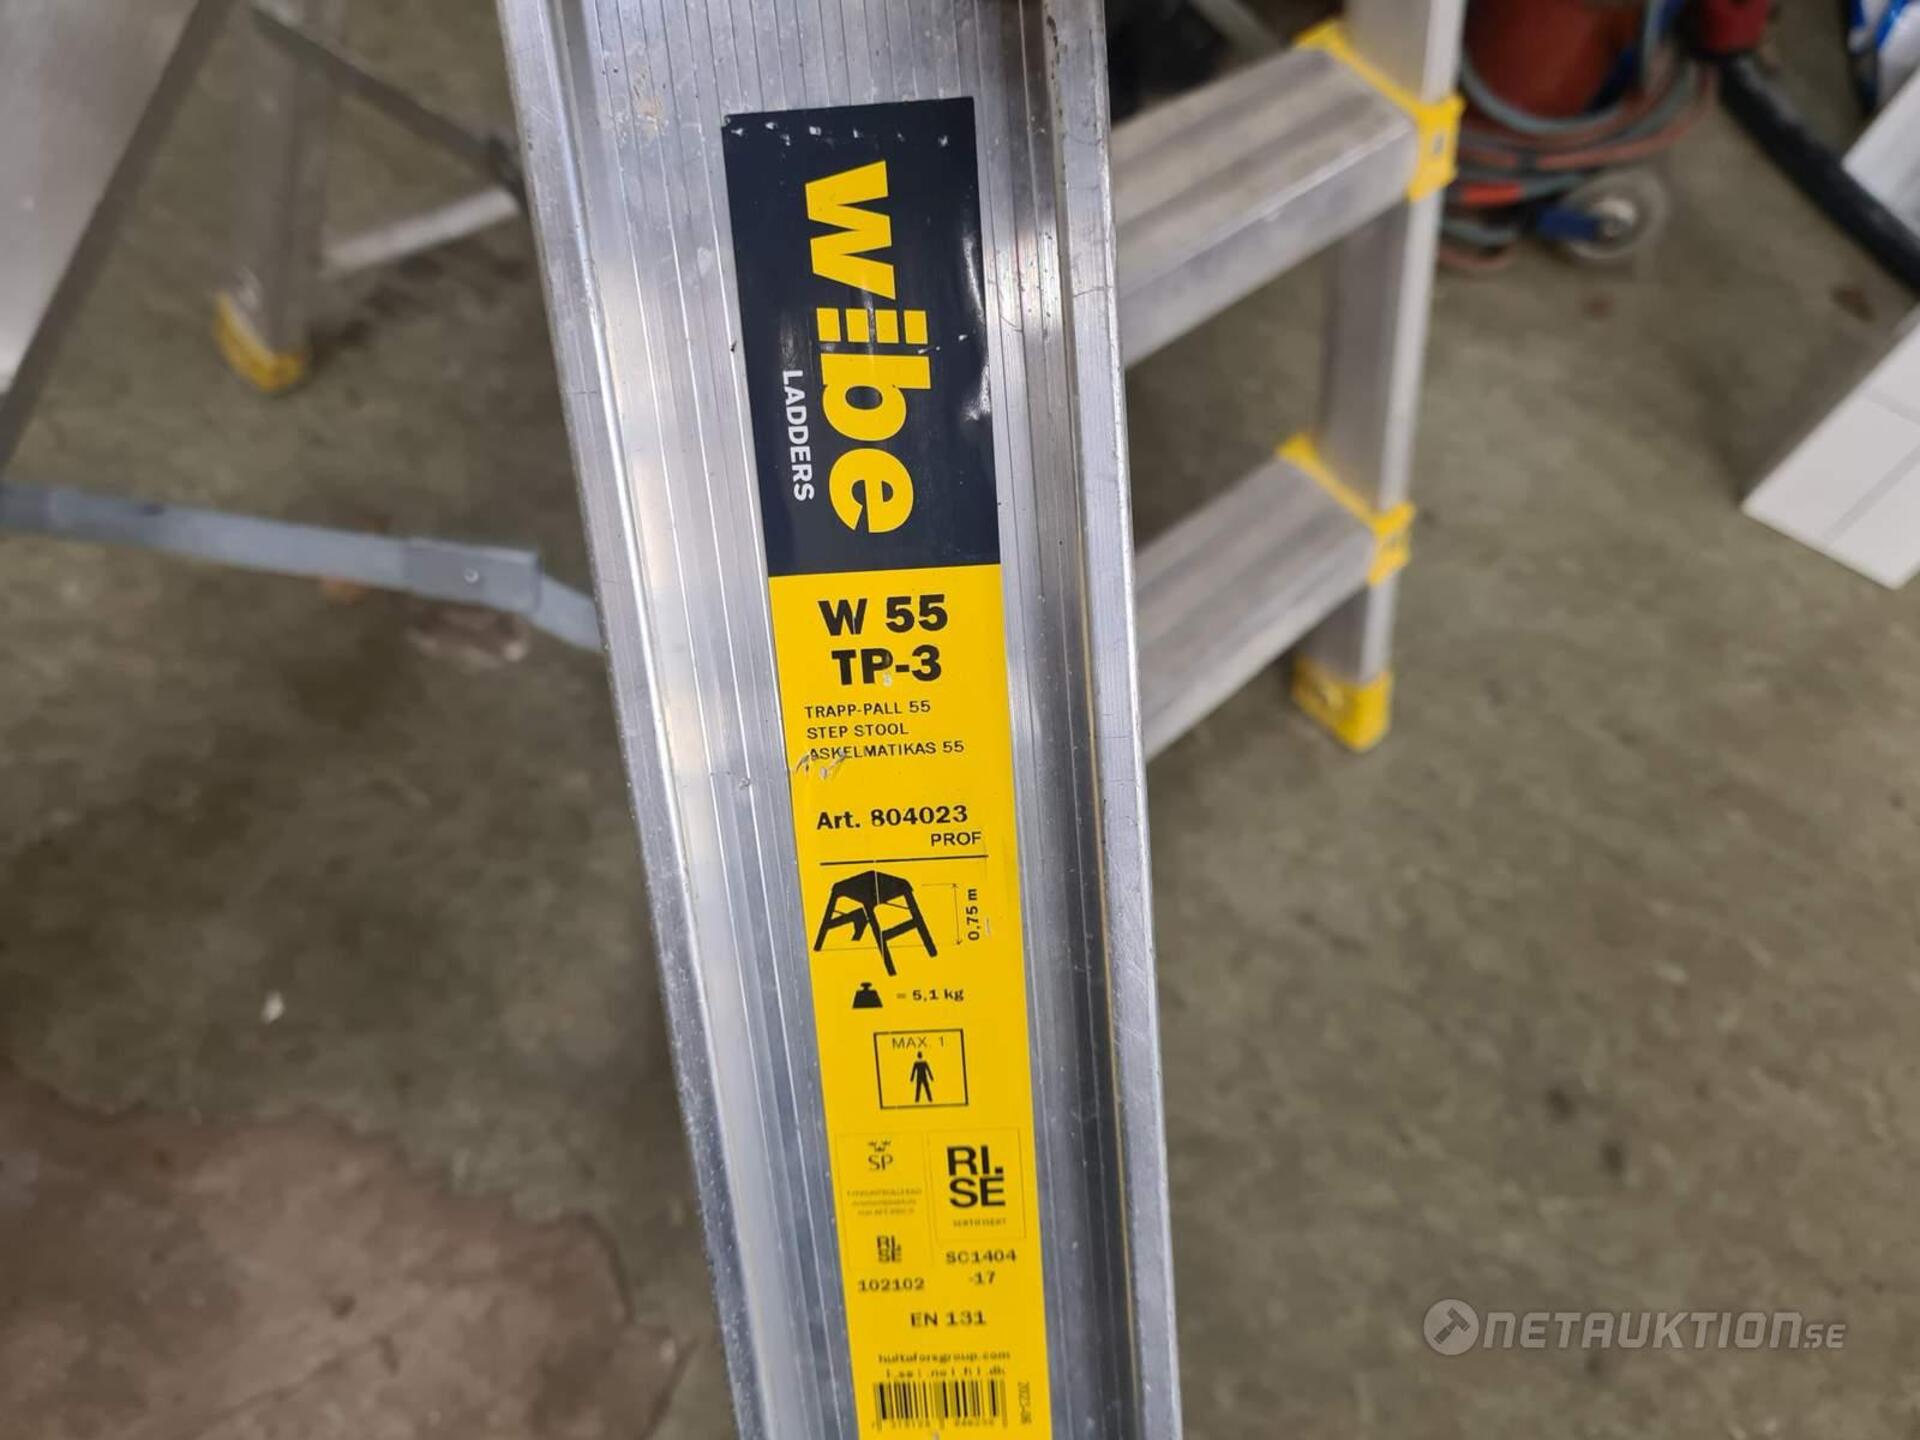 wibe
LADDERS
W 55
TP-3
TRAPP-PALL 55
STEP STOOL
ASKELMATIKAS 55
Art. 804023
PROF
0,75 m
= 5,1 kg
MAX. 1
SP
RI.
SE
CERTIFIERT
RI.
SE
102102
SC1404
-17
EN 131
hultaforsgroup.com
NETAUKTION.SE